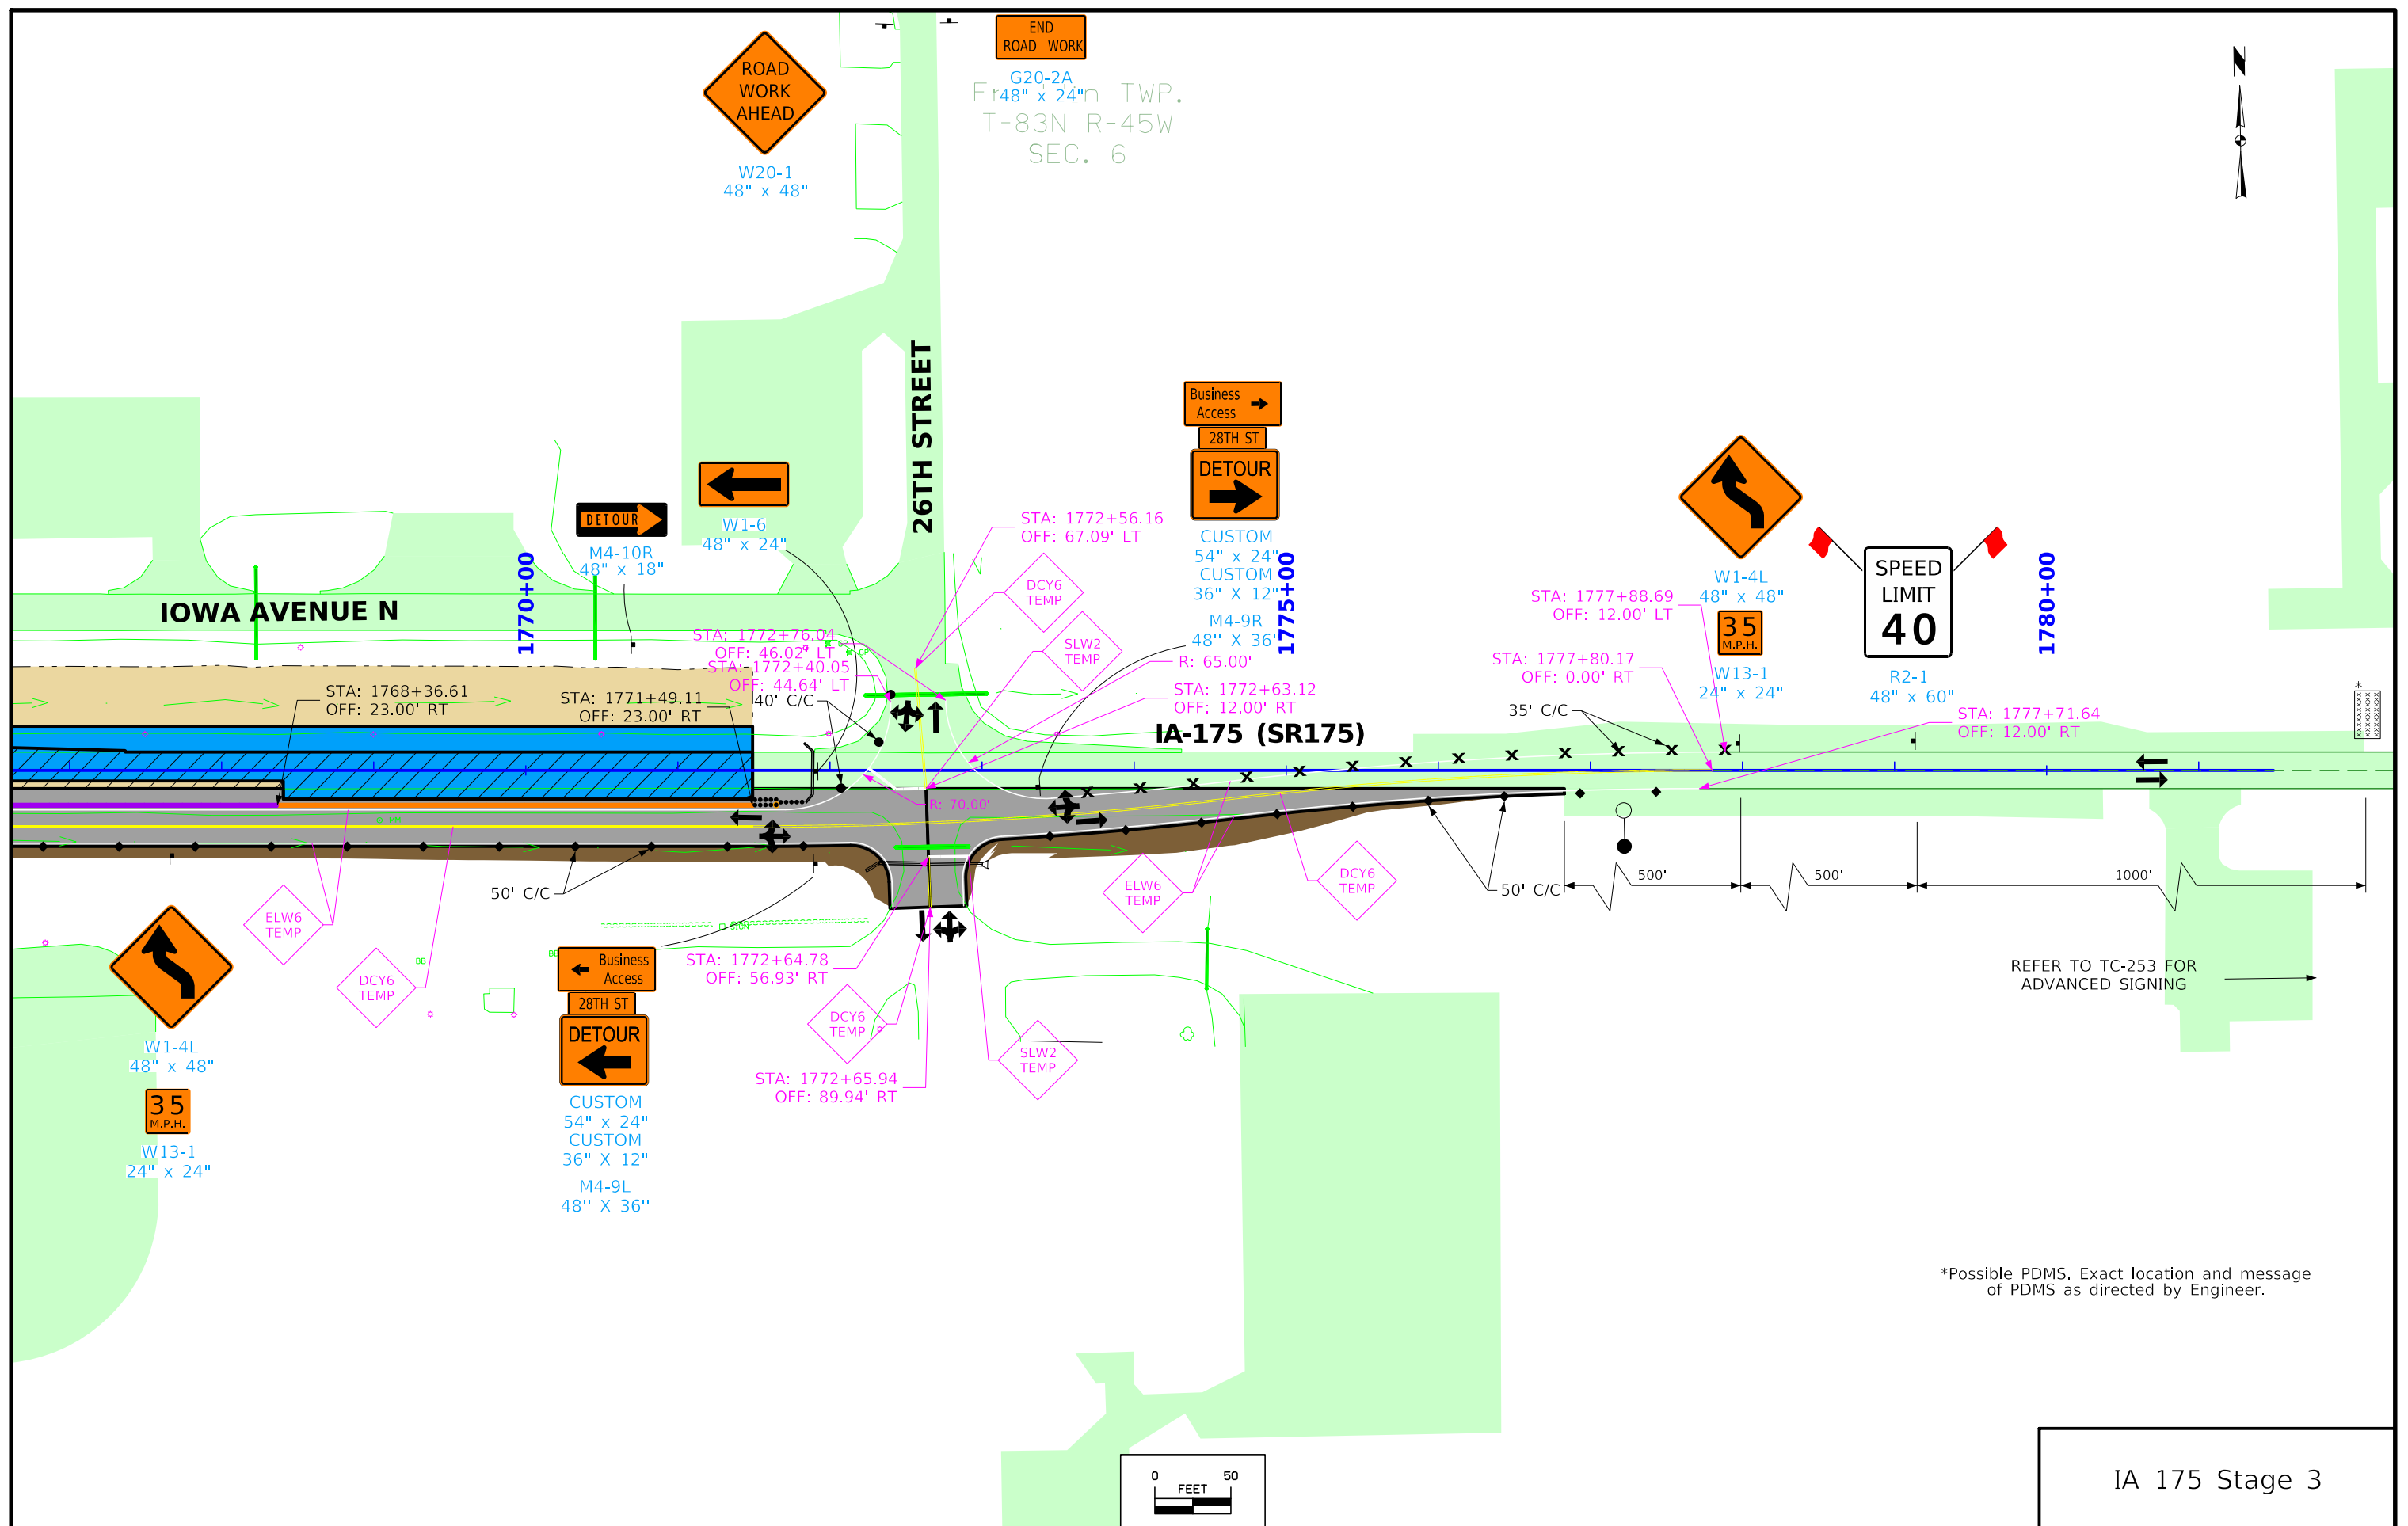 END
ROAD WORK
G20-2A
48" x 24"
TWP.
T-83N R-45W
SEC. 6
N
ROAD
WORK
AHEAD
W20-1
48" x 48"
26TH STREET
Business
Access
28TH ST
DETOUR
CUSTOM
54" x 24"
CUSTOM
36" X 12"
M4-9R
48" X 36"
DETOUR
M4-10R
48" x 18"
W1-6
48" x 24"
STA: 1772+56.16
OFF: 67.09' LT
DCY6
TEMP
SLW2
TEMP
W1-4L
48" x 48"
35
M.P.H.
W13-1
24" x 24"
SPEED
LIMIT
40
R2-1
48" x 60"
IOWA AVENUE N
1770+00
1775+00
1780+00
STA: 1772+76.04
OFF: 46.02' LT
STA: 1772+40.05
OFF: 44.64' LT
STA: 1777+88.69
OFF: 12.00' LT
STA: 1777+80.17
OFF: 0.00' RT
R: 65.00'
STA: 1772+63.12
OFF: 12.00' RT
STA: 1768+36.61
OFF: 23.00' RT
STA: 1771+49.11
OFF: 23.00' RT
40' C/C
35' C/C
IA-175 (SR175)
STA: 1777+71.64
OFF: 12.00' RT
*
R: 70.00'
50' C/C
ELW6
TEMP
DCY6
TEMP
ELW6
TEMP
DCY6
TEMP
50' C/C
500'
500'
1000'
SIGN
BB
STA: 1772+64.78
OFF: 56.93' RT
DCY6
TEMP
SLW2
TEMP
STA: 1772+65.94
OFF: 89.94' RT
REFER TO TC-253 FOR
ADVANCED SIGNING
W1-4L
48" x 48"
35
M.P.H.
W13-1
24" x 24"
Business
Access
28TH ST
DETOUR
CUSTOM
54" x 24"
CUSTOM
36" X 12"
M4-9L
48'' X 36''
*Possible PDMS. Exact location and message
of PDMS as directed by Engineer.
0 50
FEET
IA 175 Stage 3